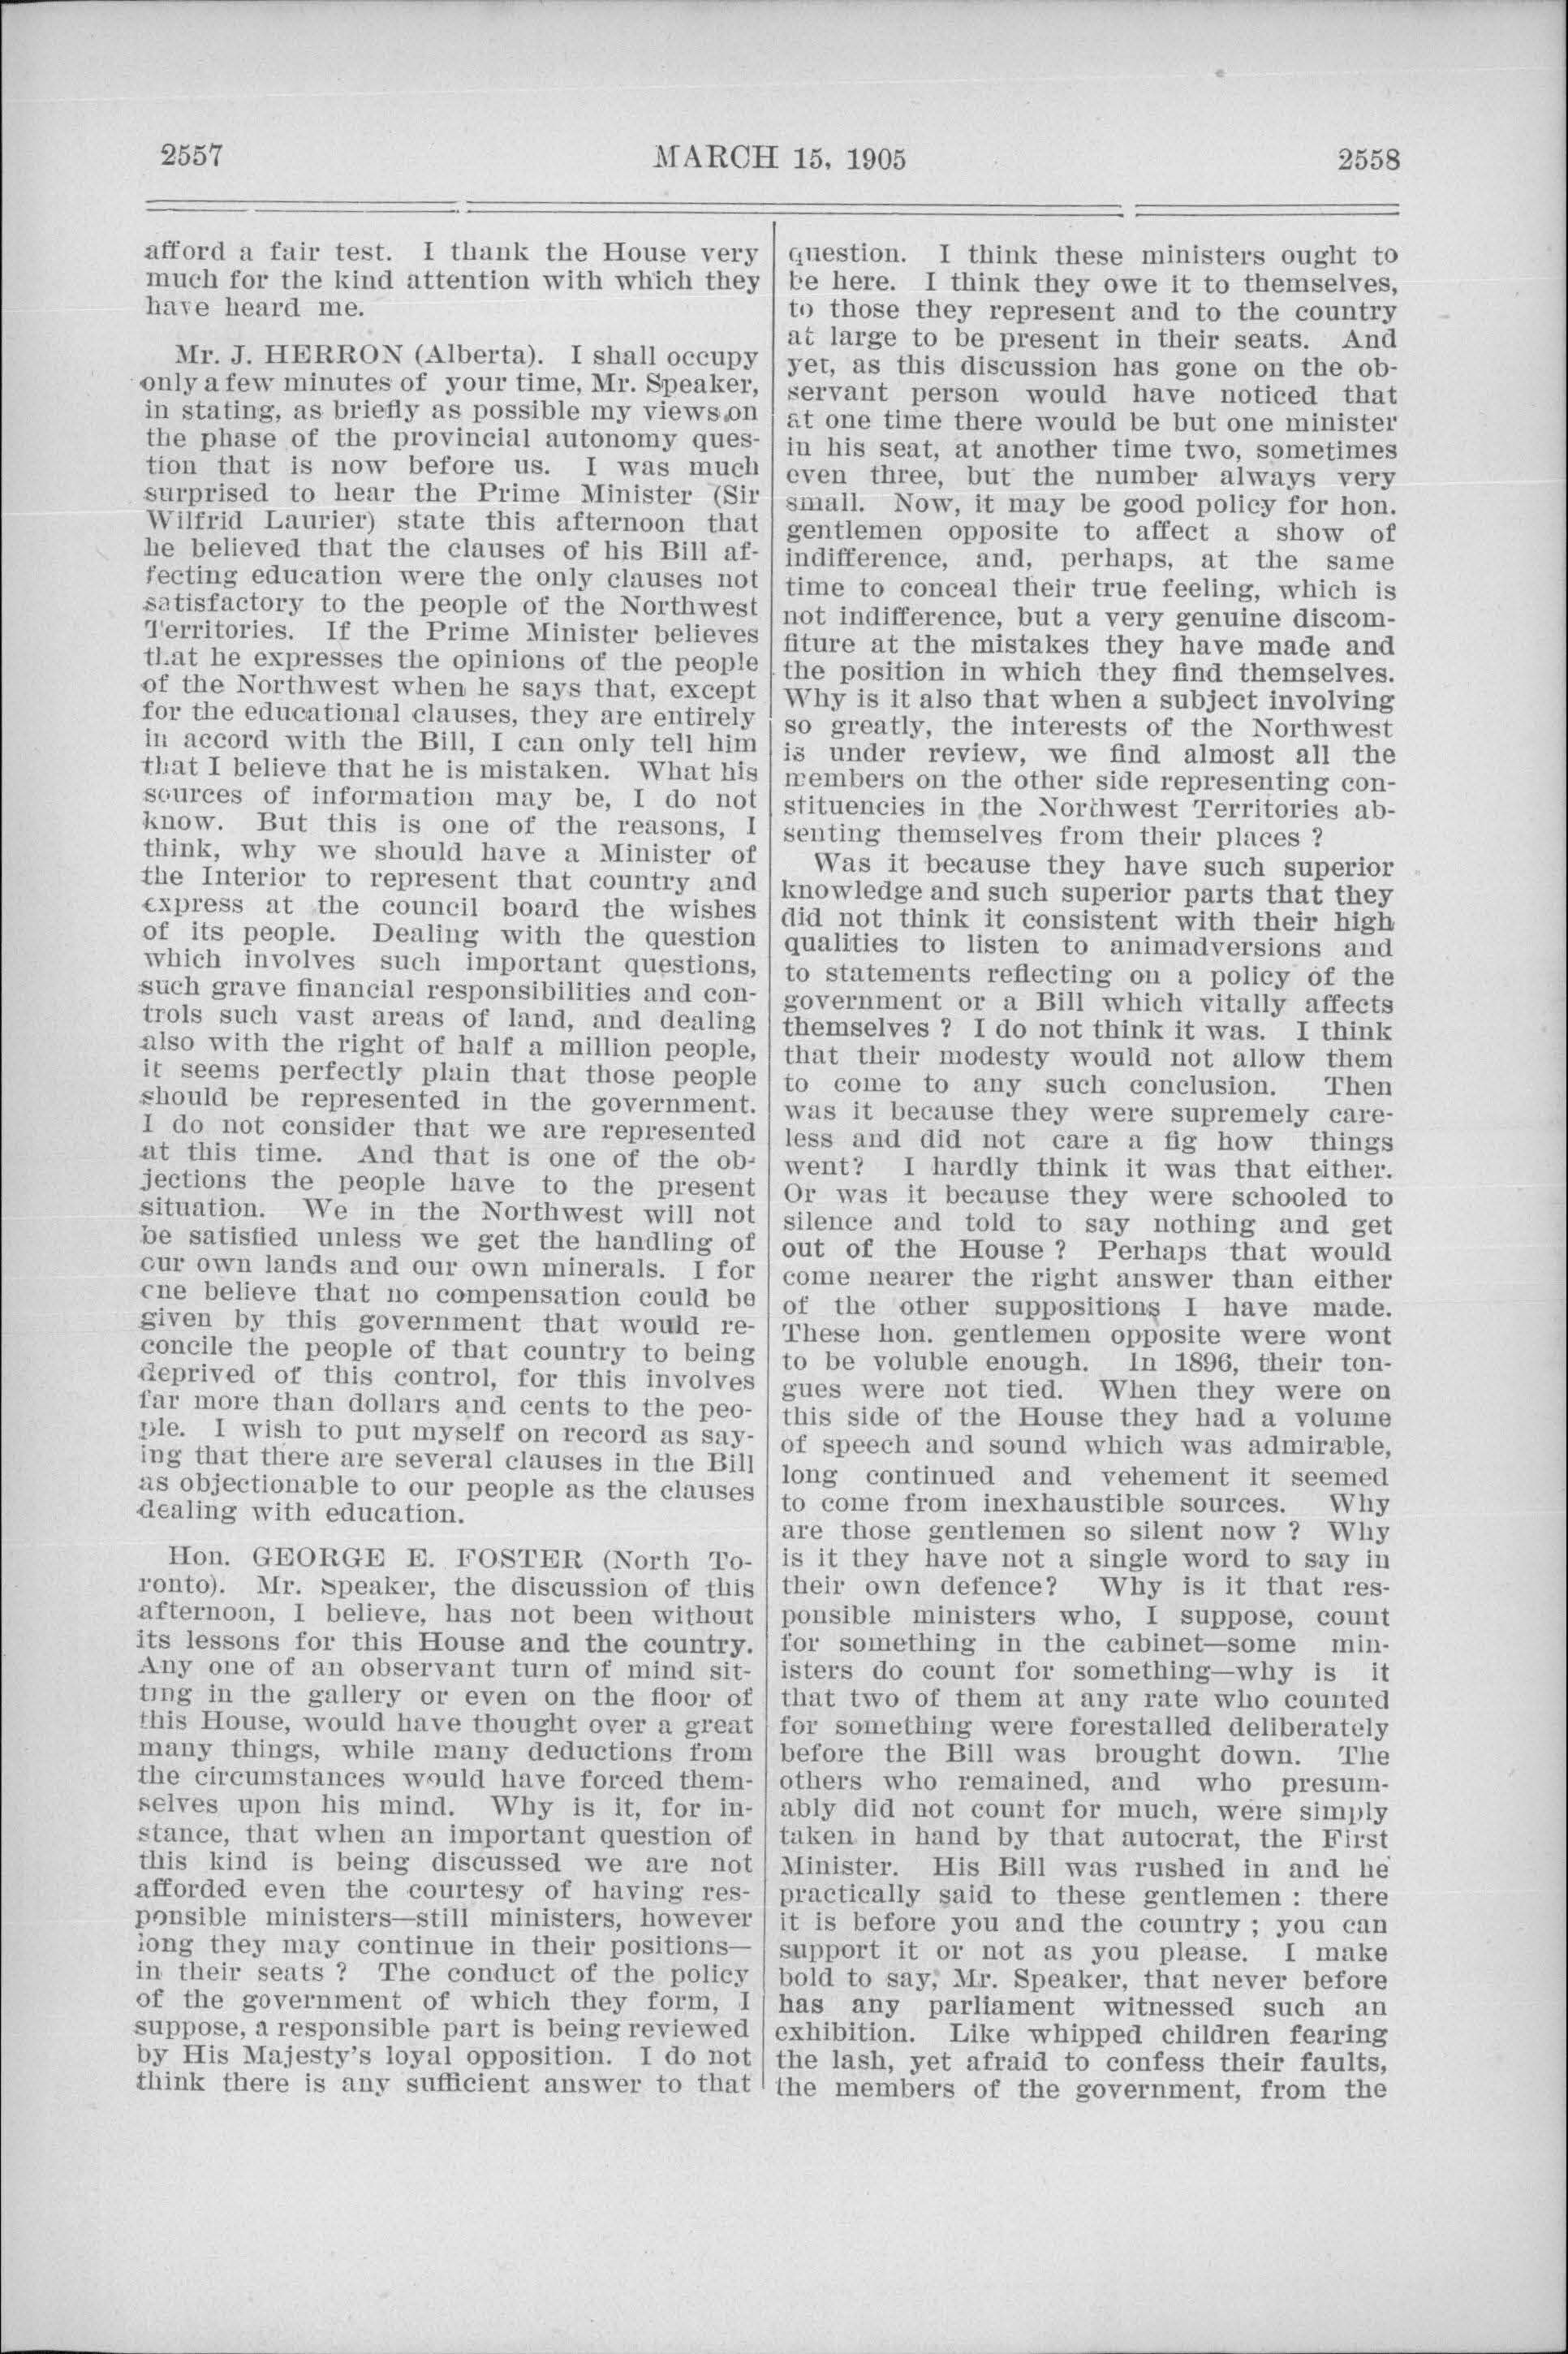 2557
MARCH 15, 1905
2558
afford a fair test. I thank the House very
much for the kind attention with which they
have heard me.
Mr. J. HERRON (Alberta). I shall occupy
only a few minutes of your time, Mr. Speaker,
in stating, as briefly as possible my views on
the phase of the provincial autonomy ques-
tion that is now before us. I was much
surprised to hear the Prime Minister (Sir
Wilfrid Laurier) state this afternoon that
he believed that the clauses of his Bill af-
fecting education were the only clauses not
satisfactory to the people of the Northwest
Territories. If the Prime Minister believes
that he expresses the opinions of the people
of the Northwest when he says that, except
for the educational clauses, they are entirely
in accord with the Bill, I can only tell him
that I believe that he is mistaken. What his
sources of information may be, I do not
know. But this is one of the reasons, I
think, why we should have a Minister of
the Interior to represent that country and
express at the council board the wishes
of its people. Dealing with the question
which involves such important questions,
such grave financial responsibilities and con-
trols such vast areas of land, and dealing
also with the right of half a million people,
it seems perfectly plain that those people
should be represented in the government.
I do not consider that we are represented
at this time. And that is one of the ob-
jections the people have to the present
situation. We in the Northwest will not
be satisfied unless we get the handling of
our own lands and our own minerals. I for
one believe that no compensation could be
given by this government that would re-
concile the people of that country to being
deprived of this control, for this involves
far more than dollars and cents to the peo-
ple. I wish to put myself on record as say-
ing that there are several clauses in the Bill
as objectionable to our people as the clauses
dealing with education.
Hon. GEORGE E. FOSTER (North To-
ronto). Mr. Speaker, the discussion of this
afternoon, I believe, has not been without
its lessons for this House and the country.
Any one of an observant turn of mind sit-
ting in the gallery or even on the floor of
this House, would have thought over a great
many things, while many deductions from
the circumstances would have forced them-
selves upon his mind. Why is it, for in-
stance, that when an important question of
this kind is being discussed we are not
afforded even the courtesy of having res-
ponsible ministers—still ministers, however
long they may continue in their positions—
in their seats ? The conduct of the policy
of the government of which they form, I
suppose, a responsible part is being reviewed
by His Majesty's loyal opposition. I do not
think there is any sufficient answer to that
question. I think these ministers ought to
be here. I think they owe it to themselves,
to those they represent and to the country
at large to be present in their seats. And
yet, as this discussion has gone on the ob-
servant person would have noticed that
at one time there would be but one minister
in his seat, at another time two, sometimes
even three, but the number always very
small. Now, it may be good policy for hon.
gentlemen opposite to affect a show of
indifference, and, perhaps, at the same
time to conceal their true feeling, which is
not indifference, but a very genuine discom-
fiture at the mistakes they have made and
the position in which they find themselves.
Why is it also that when a subject involving
so greatly, the interests of the Northwest
is under review, we find almost all the
members on the other side representing con-
stituencies in the Northwest Territories ab-
senting themselves from their places ?
Was it because they have such superior
knowledge and such superior parts that they
did not think it consistent with their high
qualities to listen to animadversions and
to statements reflecting on a policy of the
government or a Bill which vitally affects
themselves ? I do not think it was. I think
that their modesty would not allow them
to come to any such conclusion. Then
was it because they were supremely care-
less and did not care a fig how things
went? I hardly think it was that either.
Or was it because they were schooled to
silence and told to say nothing and get
out of the House ? Perhaps that would
come nearer the right answer than either
of the other suppositions I have made.
These hon. gentlemen opposite were wont
to be voluble enough. In 1896, their ton-
gues were not tied. When they were on
this side of the House they had a volume
of speech and sound which was admirable,
long continued and vehement it seemed
to come from inexhaustible sources. Why
are those gentlemen so silent now ? Why
is it they have not a single word to say in
their own defence? Why is it that res-
ponsible ministers who, I suppose, count
for something in the cabinet—some min-
isters do count for something—why is it
that two of them at any rate who counted
for something were forestalled deliberately
before the Bill was brought down. The
others who remained, and who presum-
ably did not count for much, were simply
taken in hand by that autocrat, the First
Minister. His Bill was rushed in and he
practically said to these gentlemen : there
it is before you and the country ; you can
support it or not as you please. I make
bold to say, Mr. Speaker, that never before
has any parliament witnessed such an
exhibition. Like whipped children fearing
the lash, yet afraid to confess their faults,
the members of the government, from the